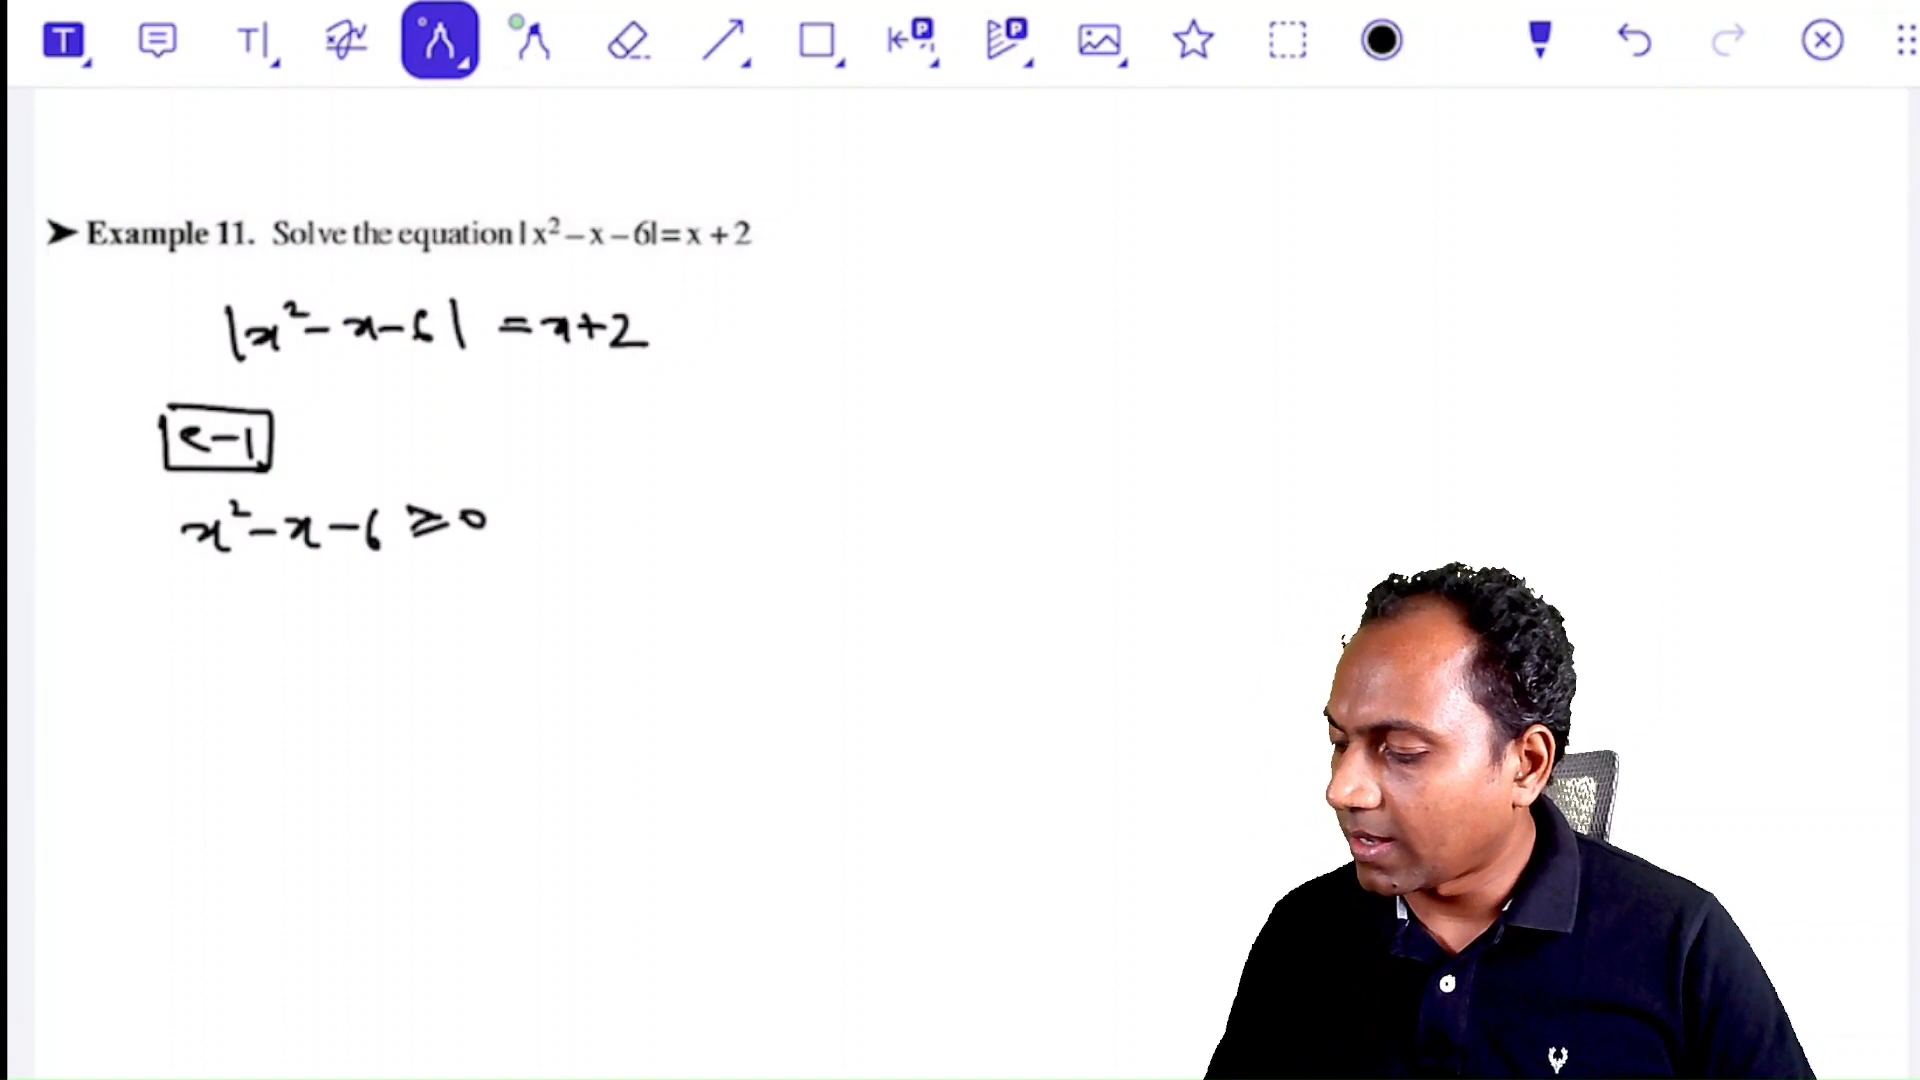 T T| P P
➤ Example 11. Solve the equation |x² – x – 6| = x + 2
|x² - x - 6| = x + 2
c-1
x² - x - 6 ≥ 0